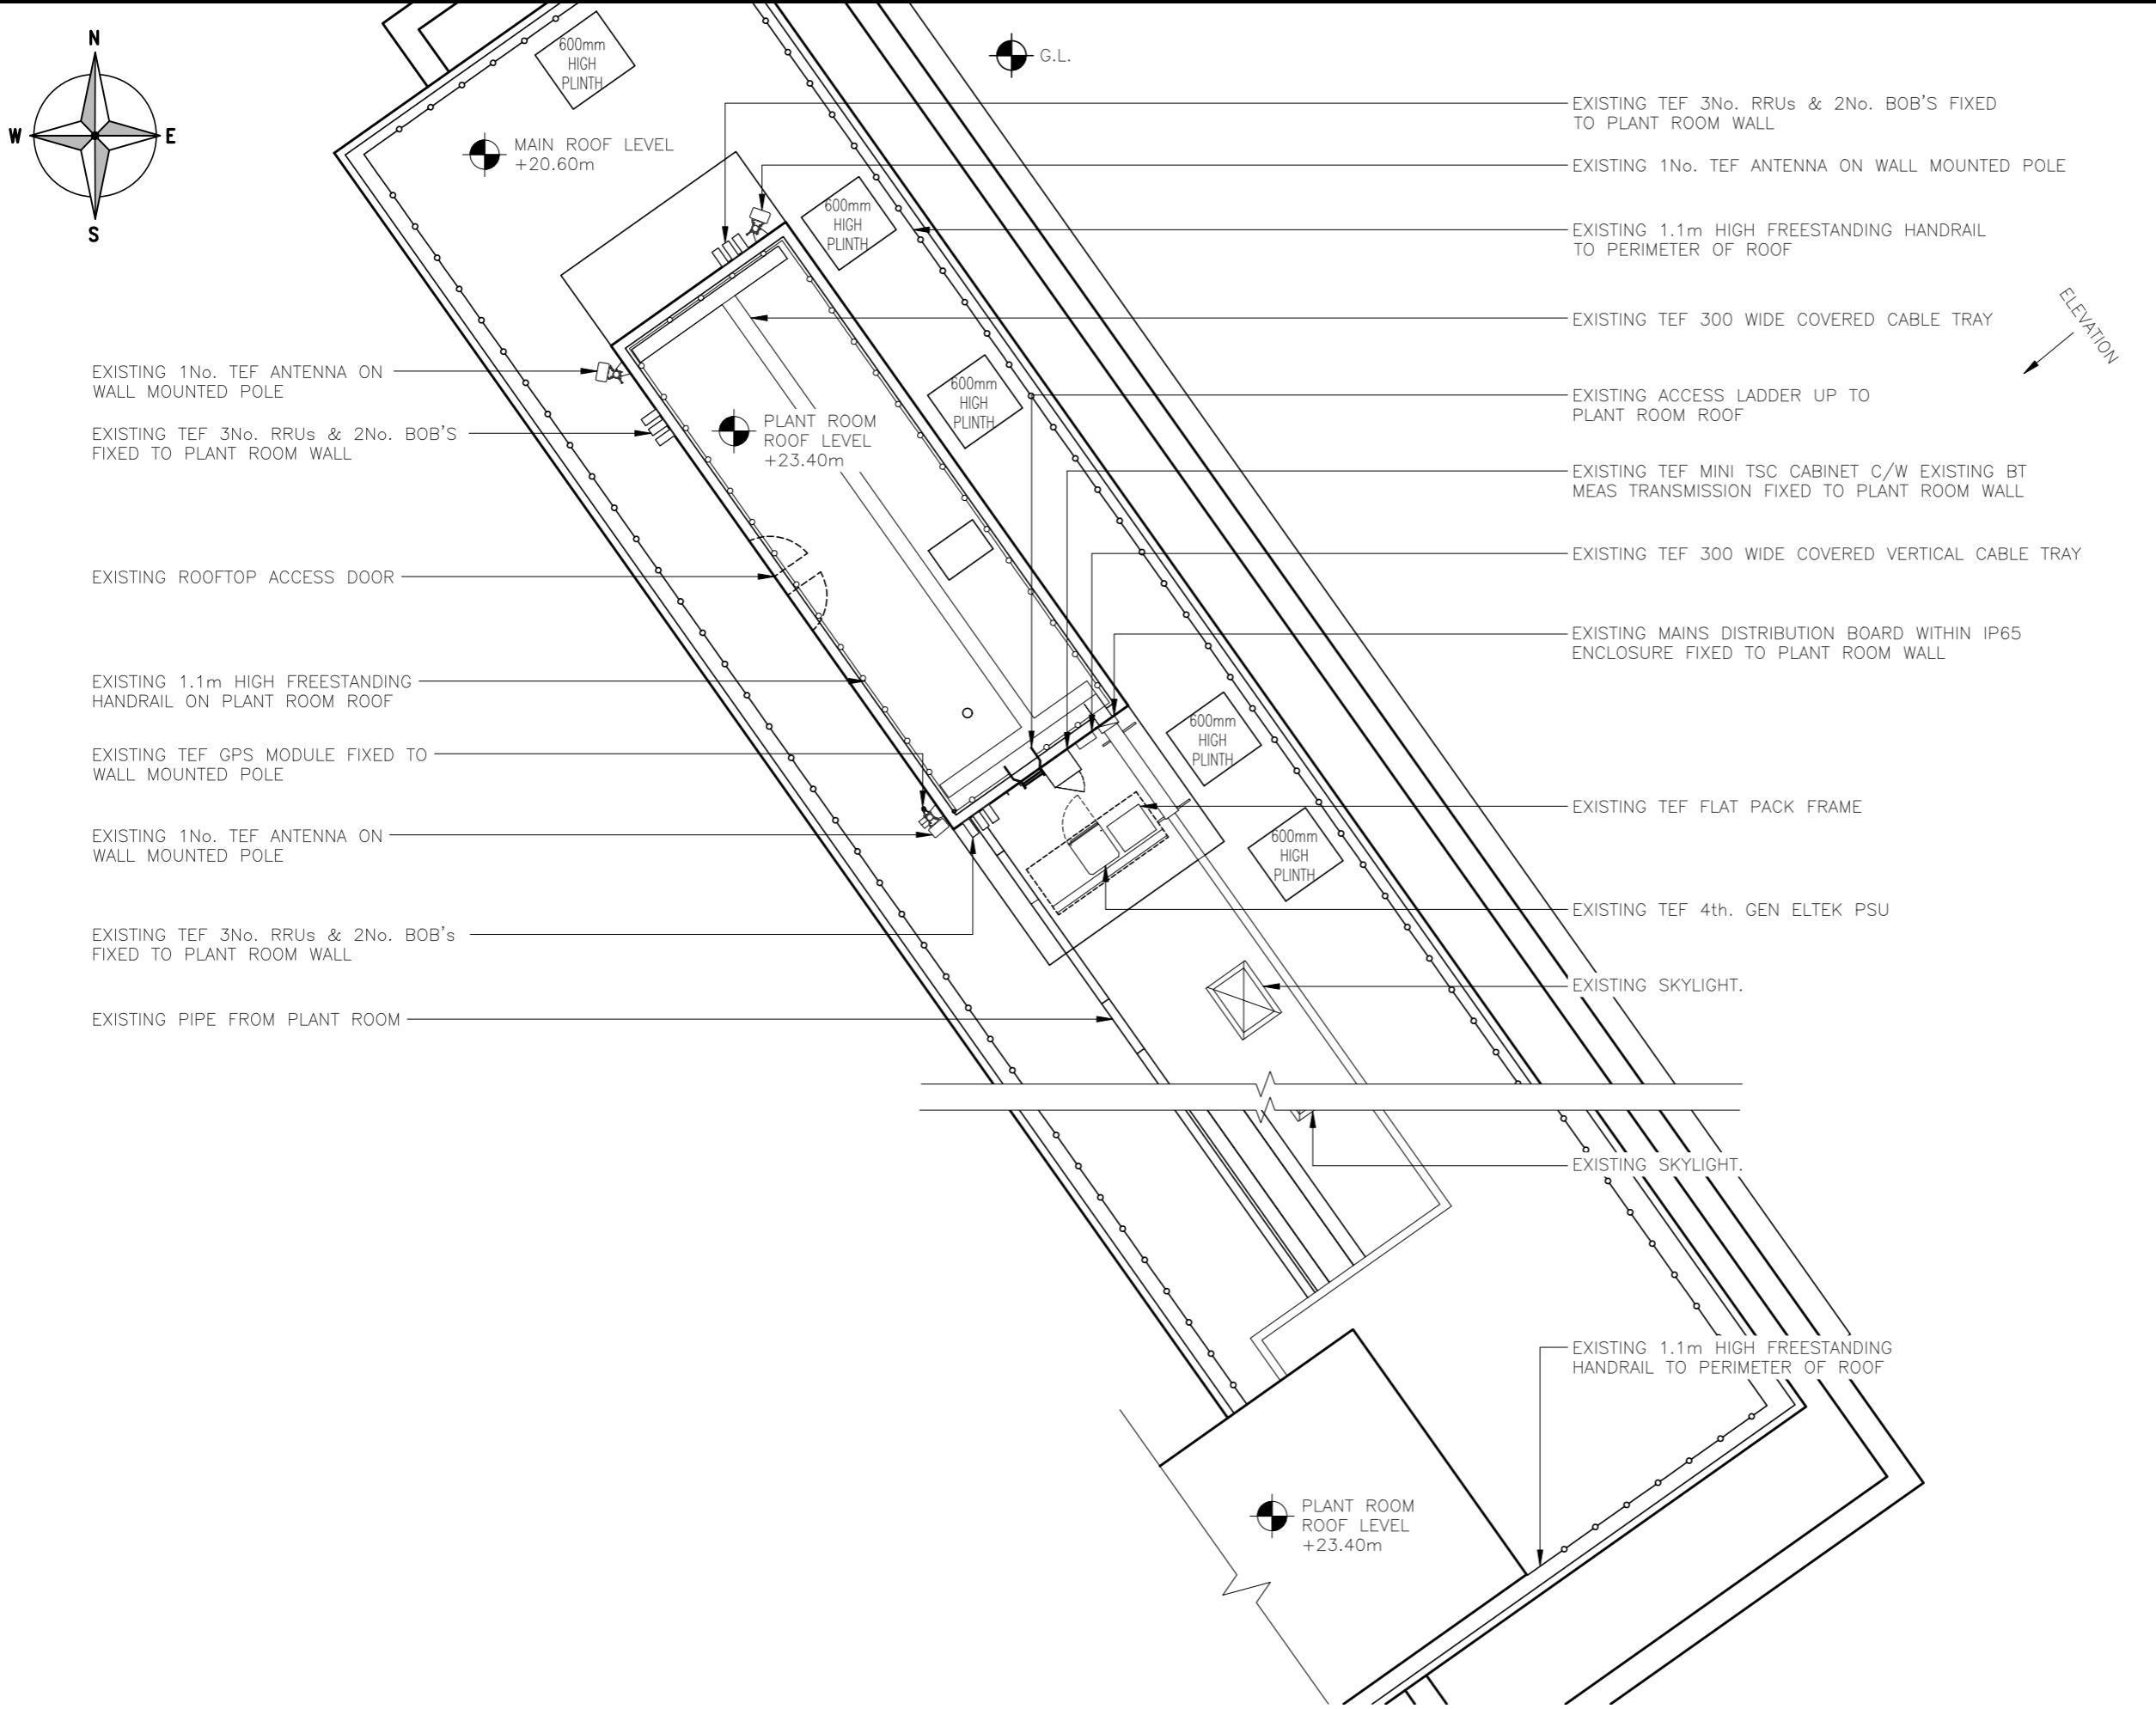 N
W
E
S
G.L.
600mm
HIGH
PLINTH
MAIN ROOF LEVEL
+20.60m
600mm
HIGH
PLINTH
600mm
HIGH
PLINTH
PLANT ROOM
ROOF LEVEL
+23.40m
600mm
HIGH
PLINTH
600mm
HIGH
PLINTH
PLANT ROOM
ROOF LEVEL
+23.40m
EXISTING 1No. TEF ANTENNA ON
WALL MOUNTED POLE
EXISTING TEF 3No. RRUs & 2No. BOB'S
FIXED TO PLANT ROOM WALL
EXISTING ROOFTOP ACCESS DOOR
EXISTING 1.1m HIGH FREESTANDING
HANDRAIL ON PLANT ROOM ROOF
EXISTING TEF GPS MODULE FIXED TO
WALL MOUNTED POLE
EXISTING 1No. TEF ANTENNA ON
WALL MOUNTED POLE
EXISTING TEF 3No. RRUs & 2No. BOB's
FIXED TO PLANT ROOM WALL
EXISTING PIPE FROM PLANT ROOM
EXISTING TEF 3No. RRUs & 2No. BOB'S FIXED
TO PLANT ROOM WALL
EXISTING 1No. TEF ANTENNA ON WALL MOUNTED POLE
EXISTING 1.1m HIGH FREESTANDING HANDRAIL
TO PERIMETER OF ROOF
EXISTING TEF 300 WIDE COVERED CABLE TRAY
ELEVATION
EXISTING ACCESS LADDER UP TO
PLANT ROOM ROOF
EXISTING TEF MINI TSC CABINET C/W EXISTING BT
MEAS TRANSMISSION FIXED TO PLANT ROOM WALL
EXISTING TEF 300 WIDE COVERED VERTICAL CABLE TRAY
EXISTING MAINS DISTRIBUTION BOARD WITHIN IP65
ENCLOSURE FIXED TO PLANT ROOM WALL
EXISTING TEF FLAT PACK FRAME
EXISTING TEF 4th. GEN ELTEK PSU
EXISTING SKYLIGHT.
EXISTING SKYLIGHT.
EXISTING 1.1m HIGH FREESTANDING
HANDRAIL TO PERIMETER OF ROOF